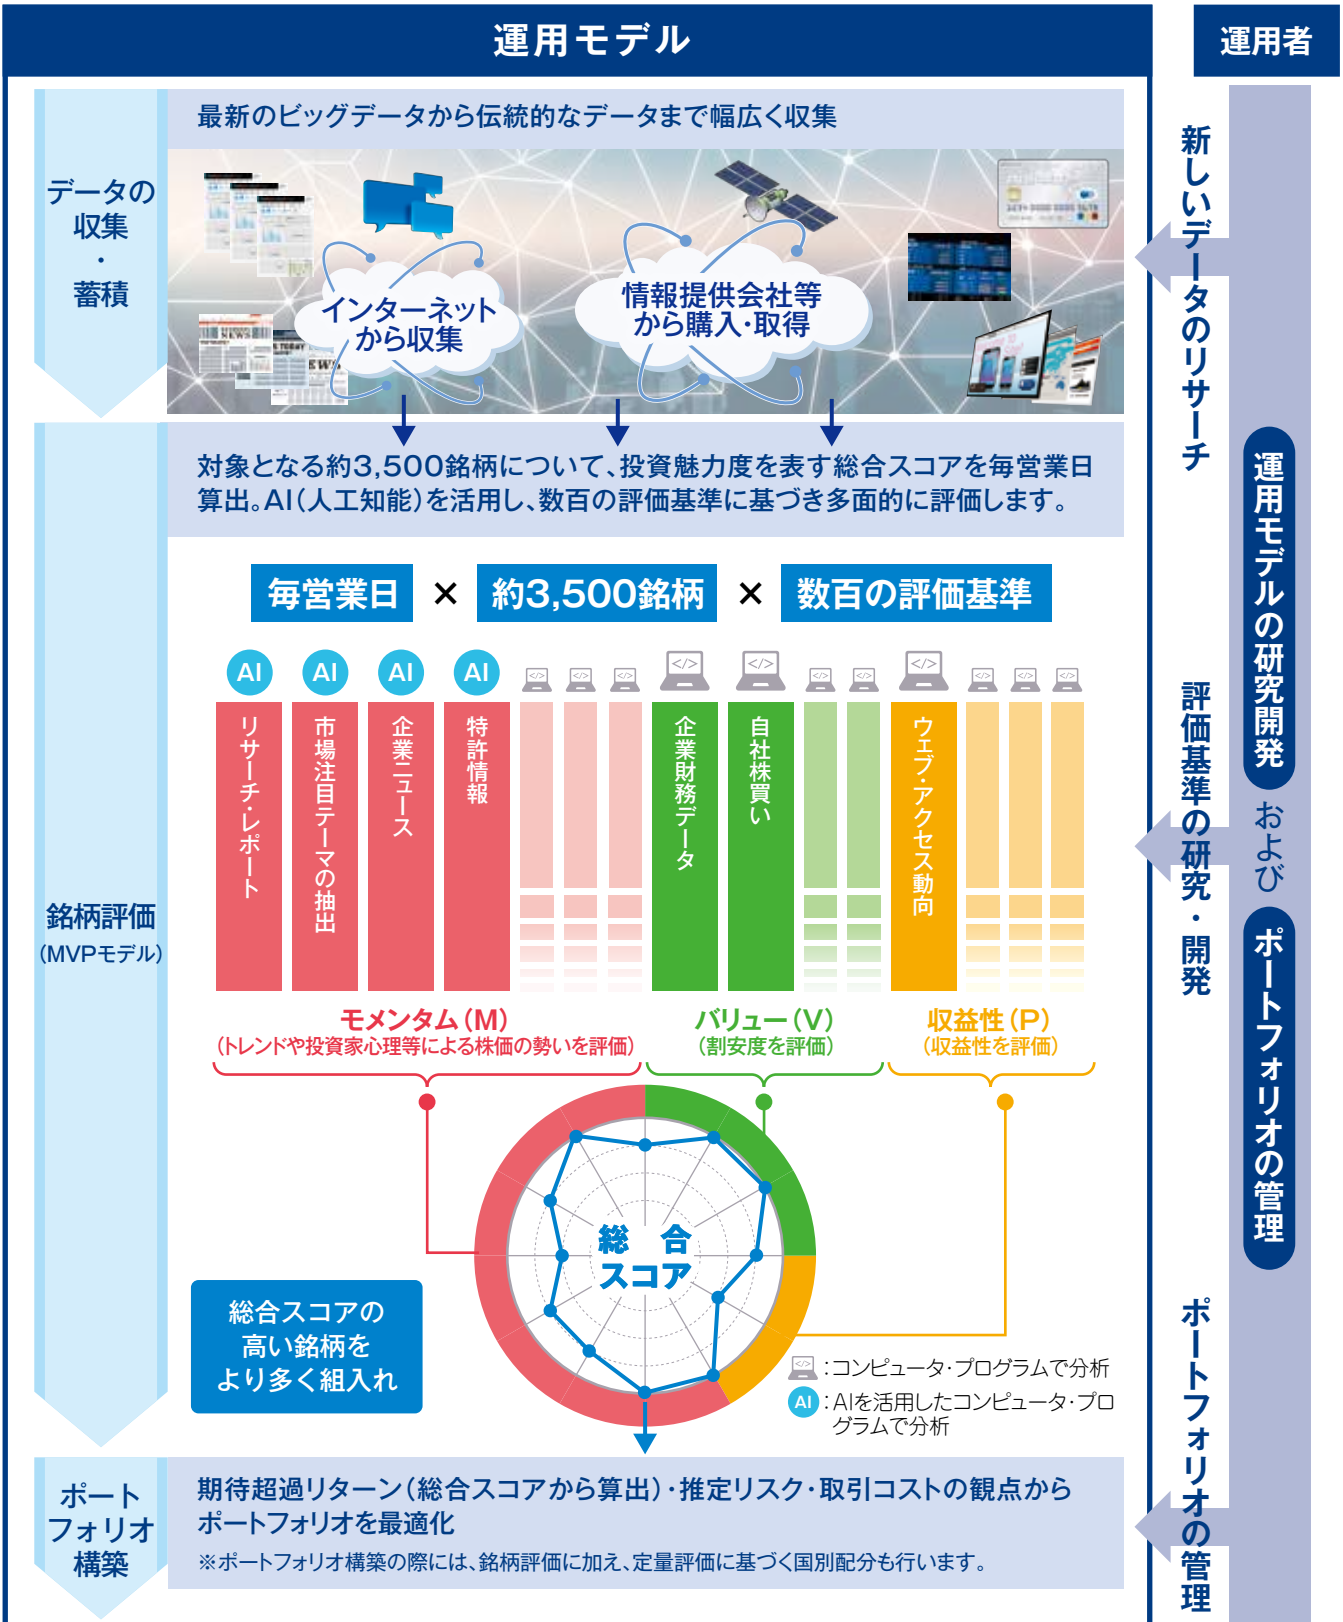 運用モデル
運用者
データの
収集
・
蓄積
最新のビッグデータから伝統的なデータまで幅広く収集
インターネット
から収集
情報提供会社等
から購入・取得
NEWS
新しいデータのリサーチ
銘柄評価
(MVPモデル)
対象となる約3,500銘柄について、投資魅力度を表す総合スコアを毎営業日
算出。AI(人工知能)を活用し、数百の評価基準に基づき多面的に評価します。
毎営業日 × 約3,500銘柄 × 数百の評価基準
AI AI AI AI
リサーチ・レポート
市場注目テーマの抽出
企業ニュース
特許情報
企業財務データ
自社株買い
ウェブ・アクセス動向
モメンタム(M)
(トレンドや投資家心理等による株価の勢いを評価)
バリュー(V)
(割安度を評価)
収益性(P)
(収益性を評価)
総合
スコア
総合スコアの
高い銘柄を
より多く組入れ
</> :コンピュータ・プログラムで分析
AI :AIを活用したコンピュータ・プロ
グラムで分析
評価基準の研究・開発
ポート
フォリオ
構築
期待超過リターン(総合スコアから算出)・推定リスク・取引コストの観点から
ポートフォリオを最適化
※ポートフォリオ構築の際には、銘柄評価に加え、定量評価に基づく国別配分も行います。
ポートフォリオの管理
運用モデルの研究開発
および
ポートフォリオの管理